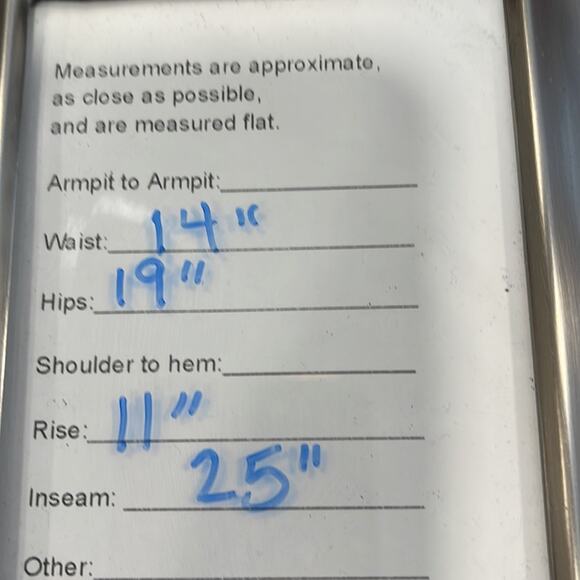 Measurements are approximate,
as close as possible,
and are measured flat.
Armpit to Armpit:
Waist: 14"
Hips: 19"
Shoulder to hem:
Rise: 11"
Inseam: 25"
Other: